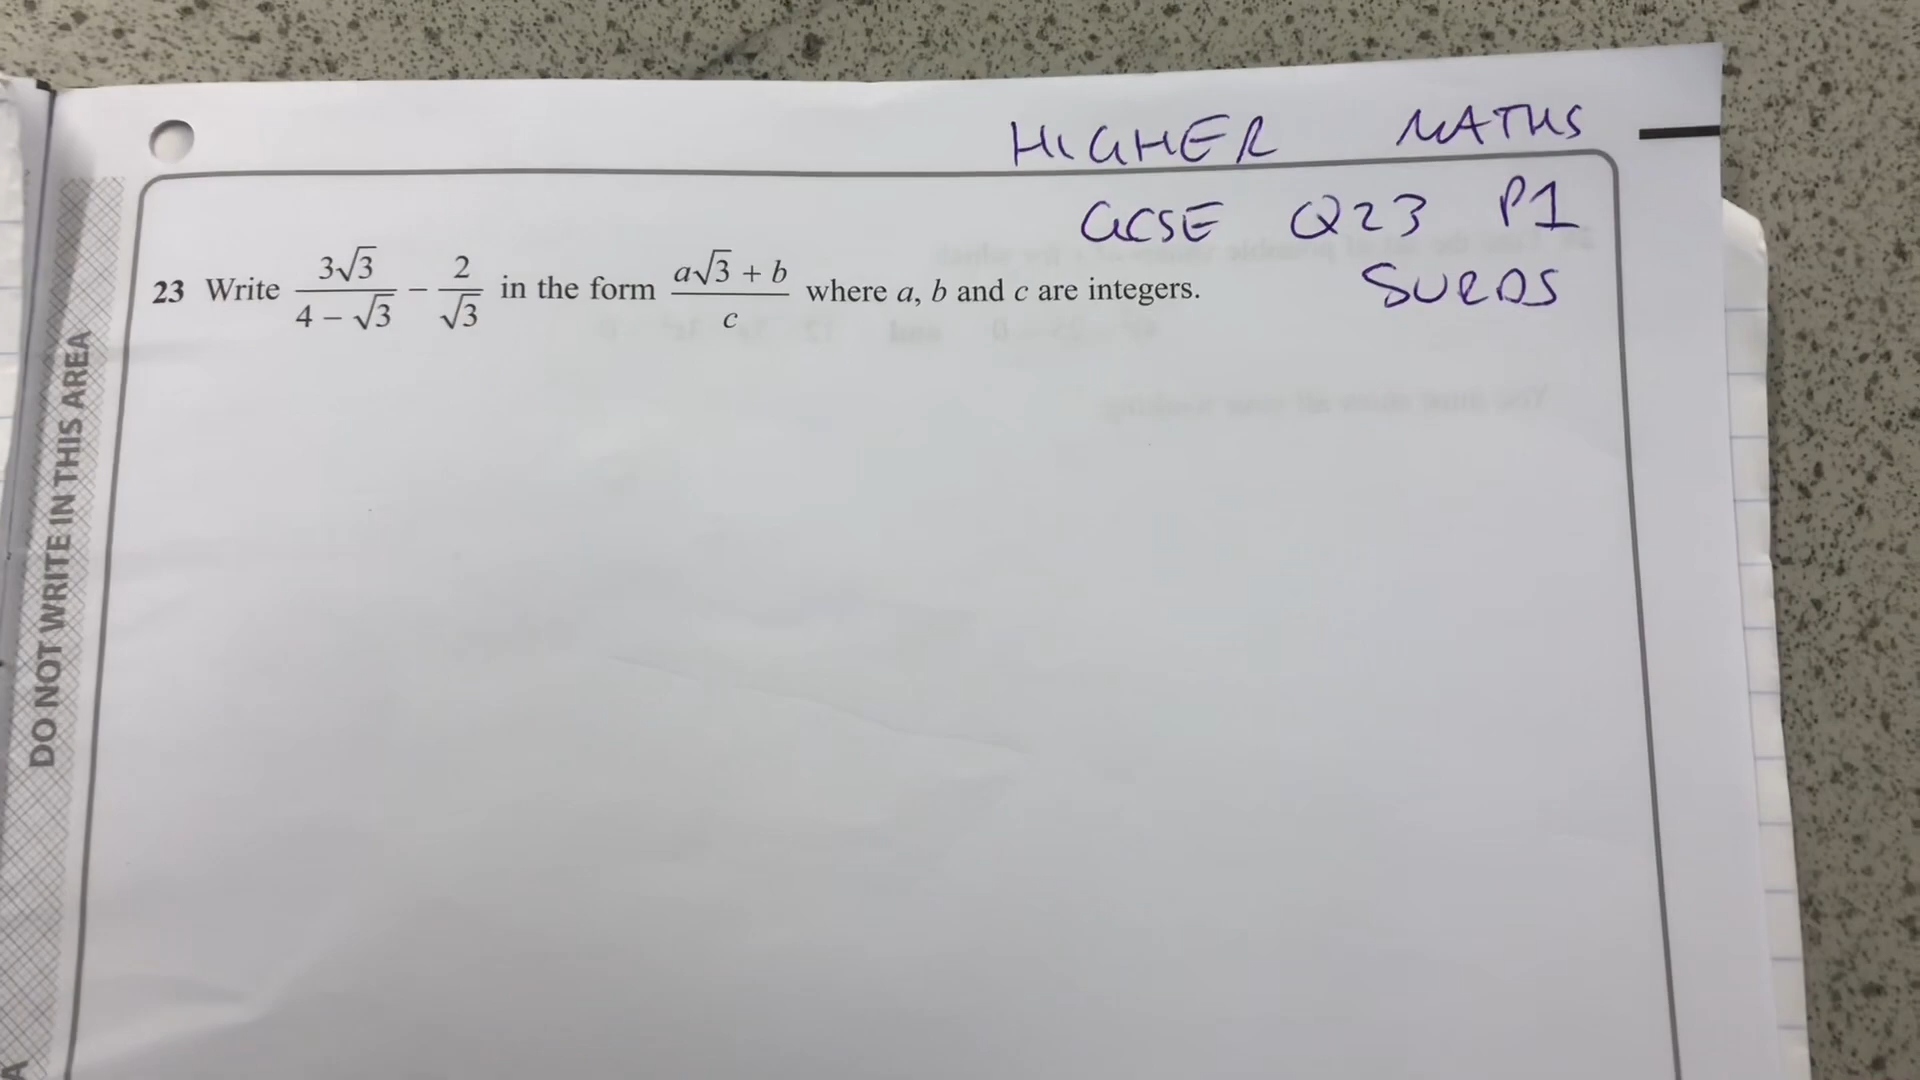 HIGHER MATHS
GCSE Q23 P1
SURDS
23 Write 3√3/(4 − √3) − 2/√3 in the form (a√3 + b)/c where a, b and c are integers.
DO NOT WRITE IN THIS AREA
A